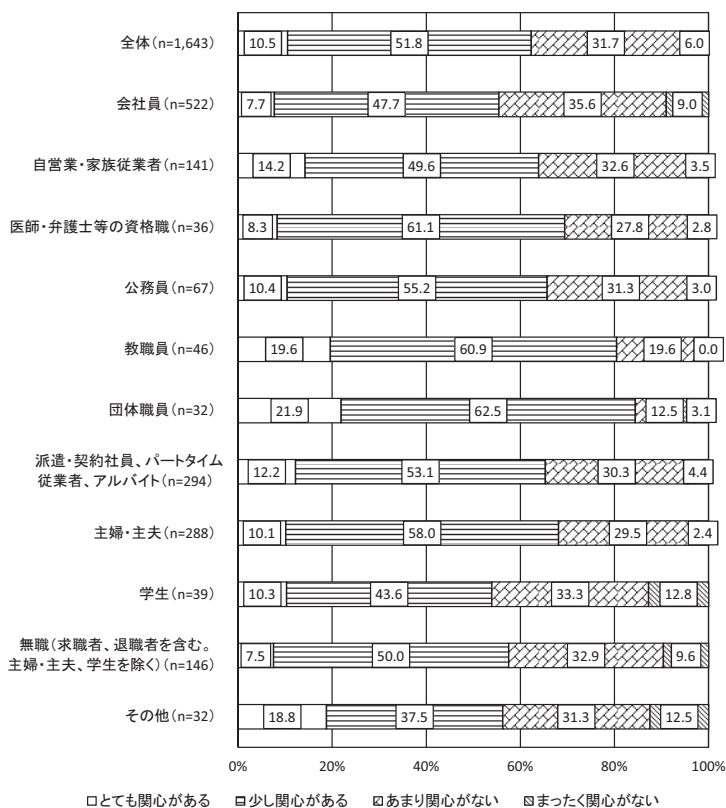 全体(n=1,643)
10.5 51.8 31.7 6.0
会社員(n=522)
7.7 47.7 35.6 9.0
自営業・家族従業者(n=141)
14.2 49.6 32.6 3.5
医師・弁護士等の資格職(n=36)
8.3 61.1 27.8 2.8
公務員(n=67)
10.4 55.2 31.3 3.0
教職員(n=46)
19.6 60.9 19.6 0.0
団体職員(n=32)
21.9 62.5 12.5 3.1
派遣・契約社員、パートタイム
従業者、アルバイト(n=294)
12.2 53.1 30.3 4.4
主婦・主夫(n=288)
10.1 58.0 29.5 2.4
学生(n=39)
10.3 43.6 33.3 12.8
無職(求職者、退職者を含む。
主婦・主夫、学生を除く)(n=146)
7.5 50.0 32.9 9.6
その他(n=32)
18.8 37.5 31.3 12.5
0% 20% 40% 60% 80% 100%
とても関心がある 少し関心がある あまり関心がない まったく関心がない